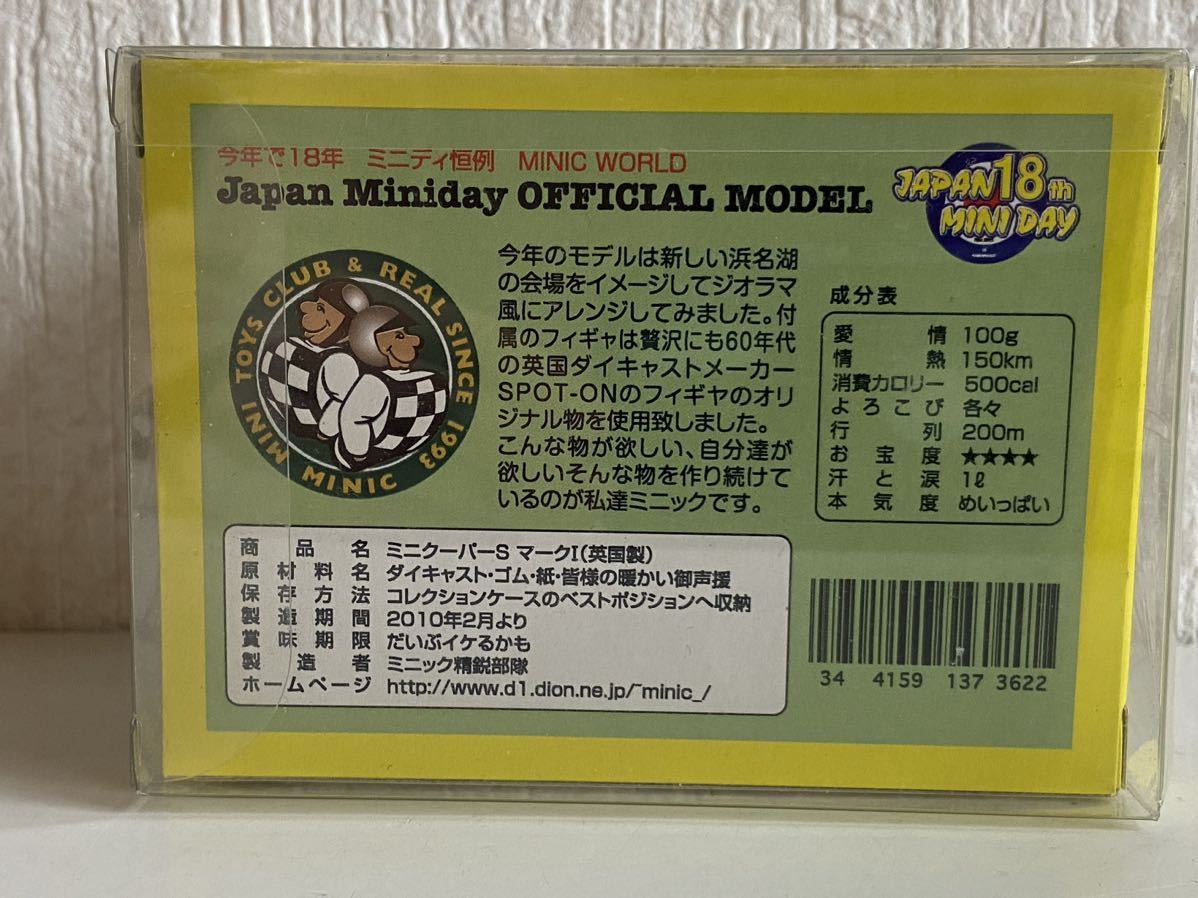 今年で18年 ミニディ恒例 MINIC WORLD
Japan Miniday OFFICIAL MODEL
JAPAN 18th
MINI DAY
TOYS CLUB & REAL SINCE 1993
MINI MINIC
今年のモデルは新しい浜名湖
の会場をイメージしてジオラマ
風にアレンジしてみました。付
属のフィギャは贅沢にも60年代
の英国ダイキャストメーカー
SPOT-ONのフィギヤのオリ
ジナル物を使用致しました。
こんな物が欲しい、自分達が
欲しいそんな物を作り続けて
いるのが私達ミニックです。
成分表
愛情 100g
情熱 150km
消費カロリー 500cal
よろこび 各々
行列 200m
お宝度 ★★★★
汗と涙 1ℓ
本気度 めいっぱい
商品名 ミニクーパーS マークI(英国製)
原材料名 ダイキャスト・ゴム・紙・皆様の暖かい御声援
保存方法 コレクションケースのベストポジションへ収納
製造期間 2010年2月より
賞味期限 だいぶイケるかも
製造者 ミニック精鋭部隊
ホームページ http://www.d1.dion.ne.jp/~minic_/
34 4159 137 3622